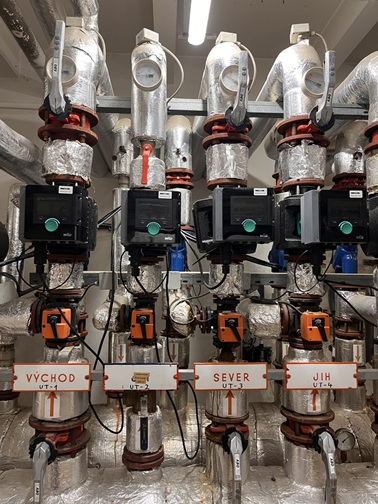 VÝCHOD
UT-1
UT-2
SEVER
UT-3
JIH
UT-4